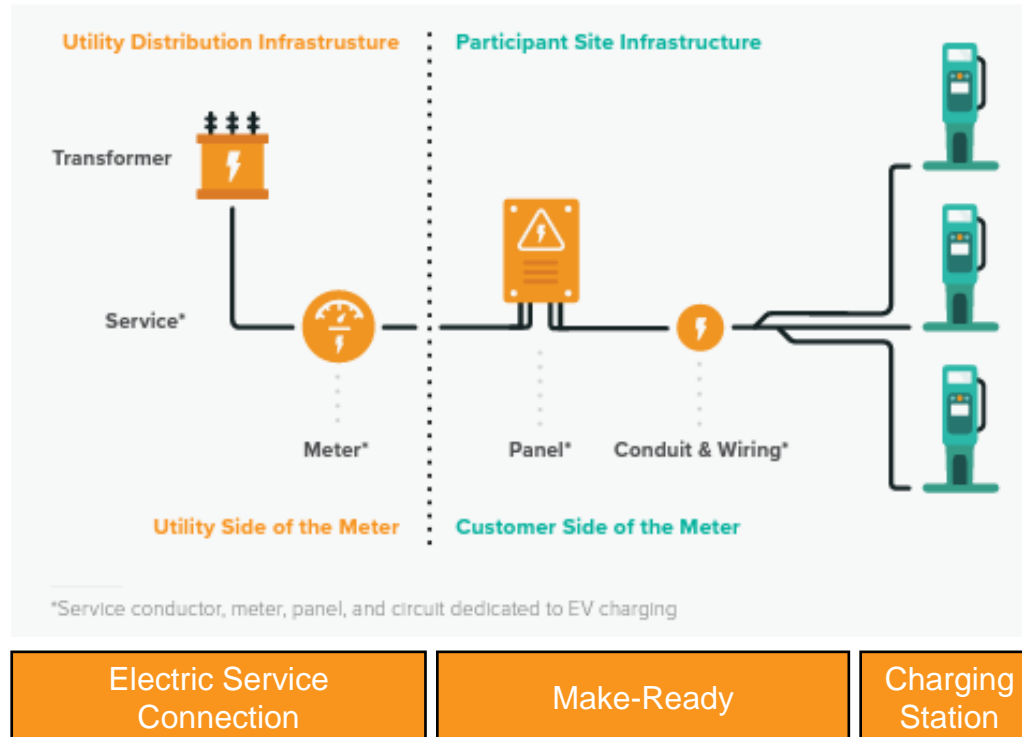 Utility Distribution Infrastrusture
Participant Site Infrastructure
Transformer
Service*
Meter*
Panel*
Conduit & Wiring*
Utility Side of the Meter
Customer Side of the Meter
*Service conductor, meter, panel, and circuit dedicated to EV charging
Electric Service
Connection
Make-Ready
Charging
Station